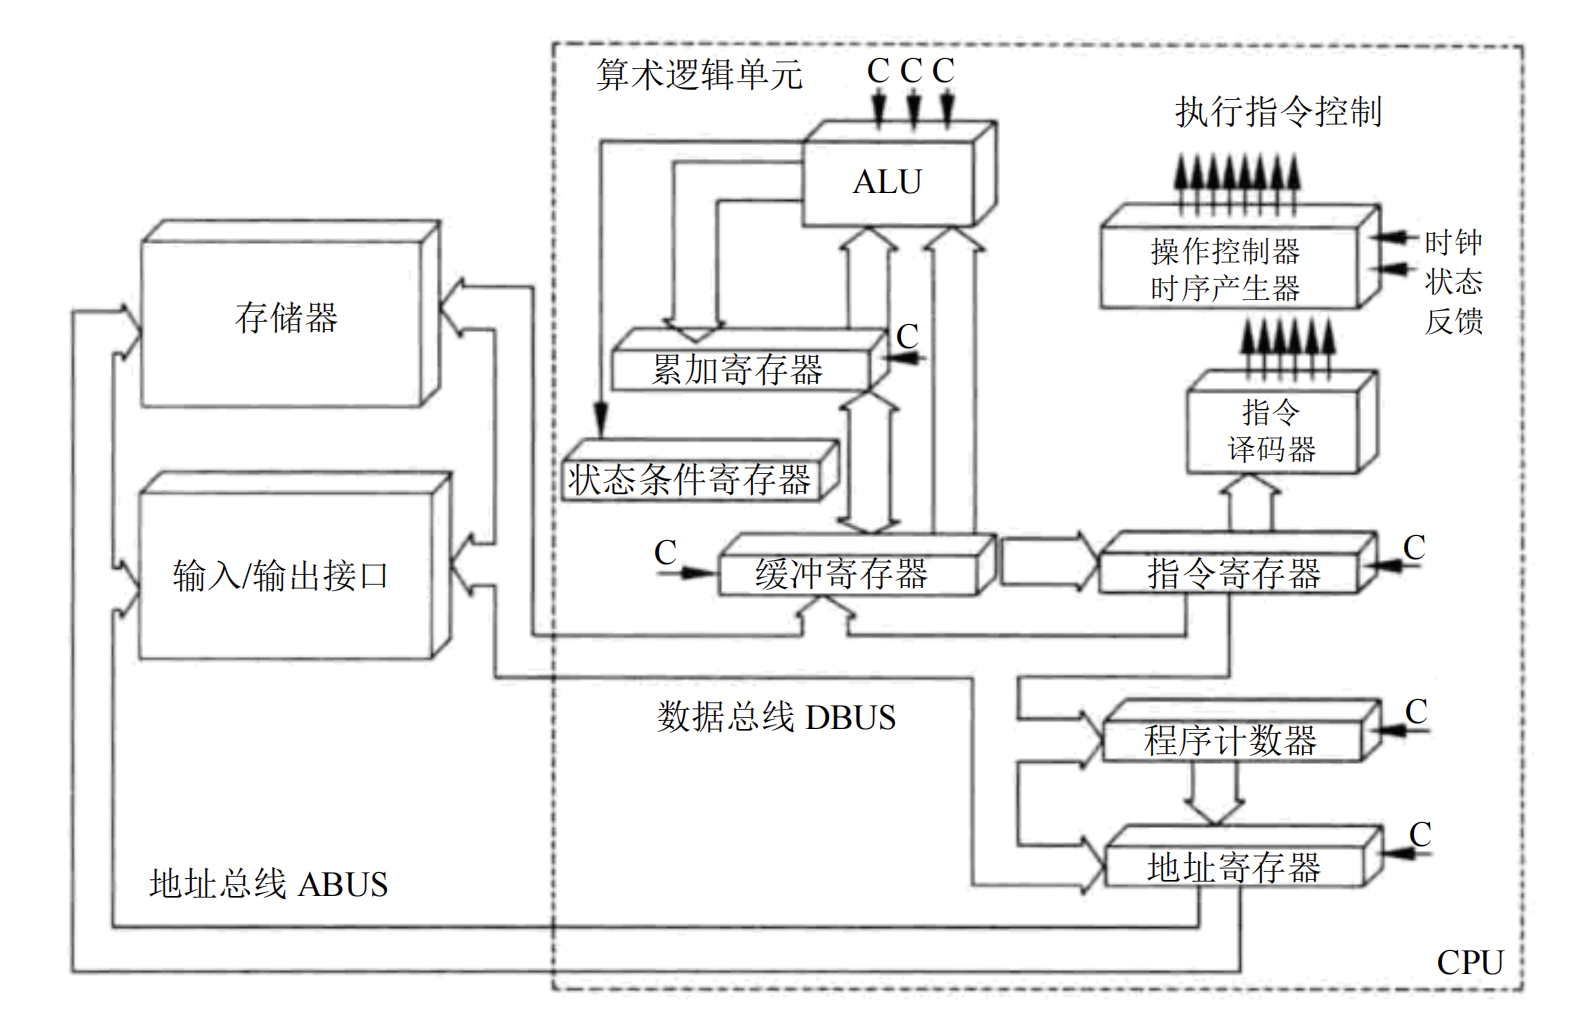 算术逻辑单元
C C C
执行指令控制
ALU
操作控制器
时序产生器
时钟
状态
反馈
存储器
C
累加寄存器
指令
译码器
状态条件寄存器
C
缓冲寄存器
C
指令寄存器
输入/输出接口
数据总线 DBUS
C
程序计数器
C
地址寄存器
地址总线 ABUS
CPU